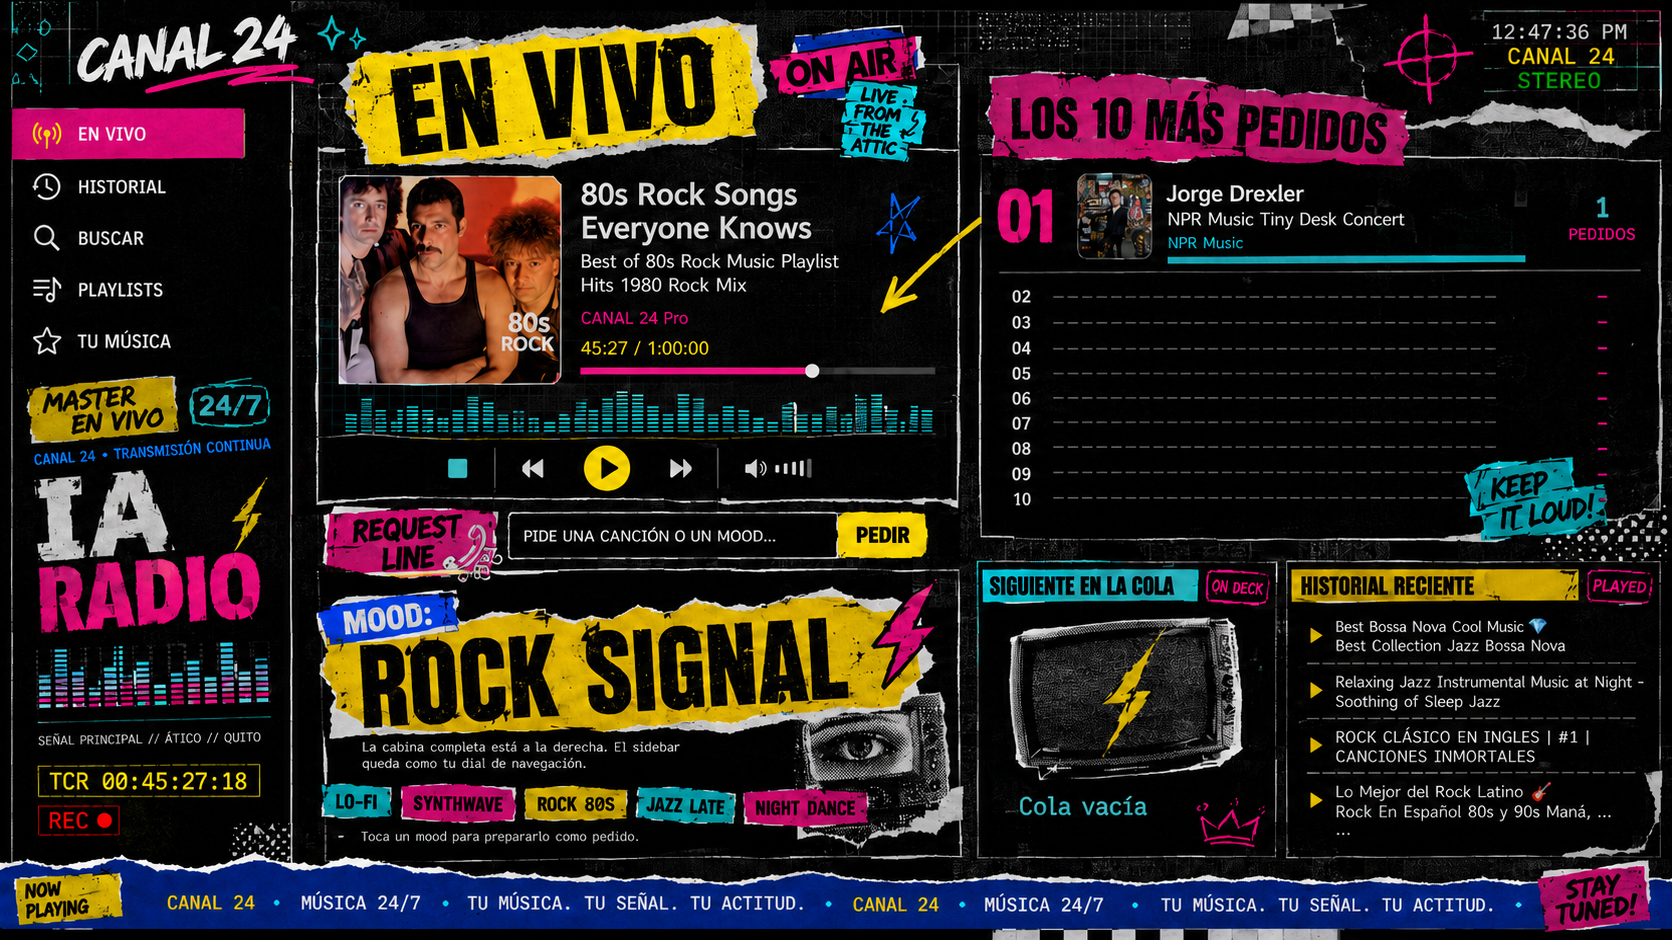 CANAL 24
EN VIVO
HISTORIAL
BUSCAR
PLAYLISTS
TU MÚSICA
MASTER
EN VIVO
24/7
CANAL 24 • TRANSMISIÓN CONTINUA
IA
RADIO
SEÑAL PRINCIPAL // ÁTICO // QUITO
TCR 00:45:27:18
REC
EN VIVO
ON AIR
LIVE
FROM
THE
ATTIC
80s Rock Songs
Everyone Knows
Best of 80s Rock Music Playlist
Hits 1980 Rock Mix
CANAL 24 Pro
45:27 / 1:00:00
80s
ROCK
REQUEST
LINE
PIDE UNA CANCIÓN O UN MOOD...
PEDIR
MOOD:
ROCK SIGNAL
La cabina completa está a la derecha. El sidebar
queda como tu dial de navegación.
LO-FI
SYNTHWAVE
ROCK 80S
JAZZ LATE
NIGHT DANCE
- Toca un mood para prepararlo como pedido.
12:47:36 PM
CANAL 24
STEREO
LOS 10 MÁS PEDIDOS
01
Jorge Drexler
NPR Music Tiny Desk Concert
NPR Music
1
PEDIDOS
02
03
04
05
06
07
08
09
10
KEEP
IT LOUD!
SIGUIENTE EN LA COLA
ON DECK
Cola vacía
HISTORIAL RECIENTE
PLAYED
Best Bossa Nova Cool Music 💎
Best Collection Jazz Bossa Nova
Relaxing Jazz Instrumental Music at Night -
Soothing of Sleep Jazz
ROCK CLÁSICO EN INGLES | #1 |
CANCIONES INMORTALES
Lo Mejor del Rock Latino 🎸
Rock En Español 80s y 90s Maná, ...
...
NOW
PLAYING
CANAL 24 • MÚSICA 24/7 • TU MÚSICA. TU SEÑAL. TU ACTITUD. • CANAL 24 • MÚSICA 24/7 • TU MÚSICA. TU SEÑAL. TU ACTITUD. •
STAY
TUNED!